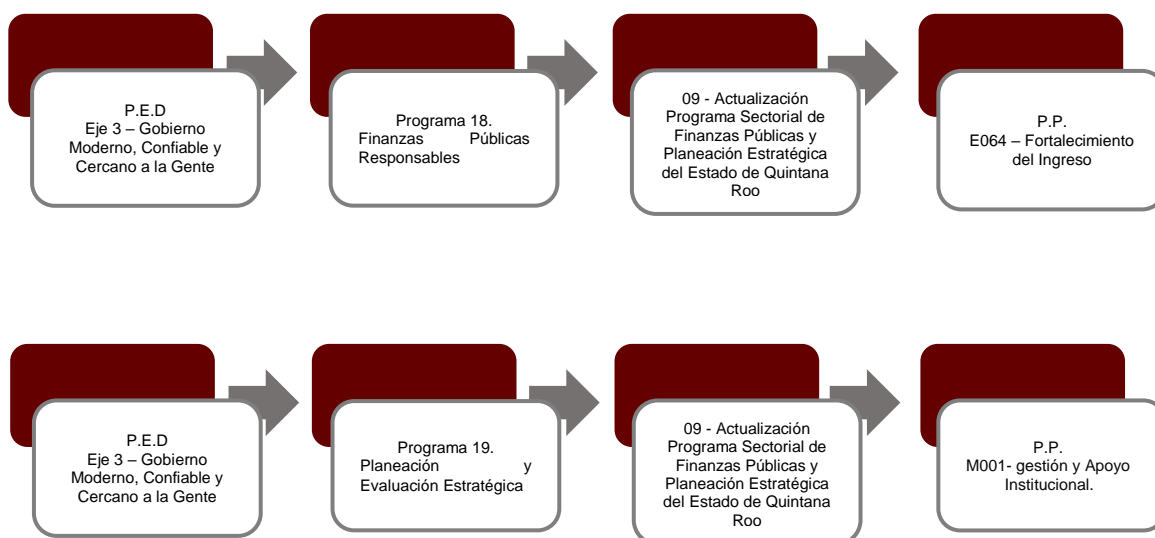 P.E.D
Eje 3 – Gobierno
Moderno, Confiable y
Cercano a la Gente
Programa 18.
Finanzas Públicas
Responsables
09 - Actualización
Programa Sectorial de
Finanzas Públicas y
Planeación Estratégica
del Estado de Quintana
Roo
P.P.
E064 – Fortalecimiento
del Ingreso
P.E.D
Eje 3 – Gobierno
Moderno, Confiable y
Cercano a la Gente
Programa 19.
Planeación y
Evaluación Estratégica
09 - Actualización
Programa Sectorial de
Finanzas Públicas y
Planeación Estratégica
del Estado de Quintana
Roo
P.P.
M001- gestión y Apoyo
Institucional.